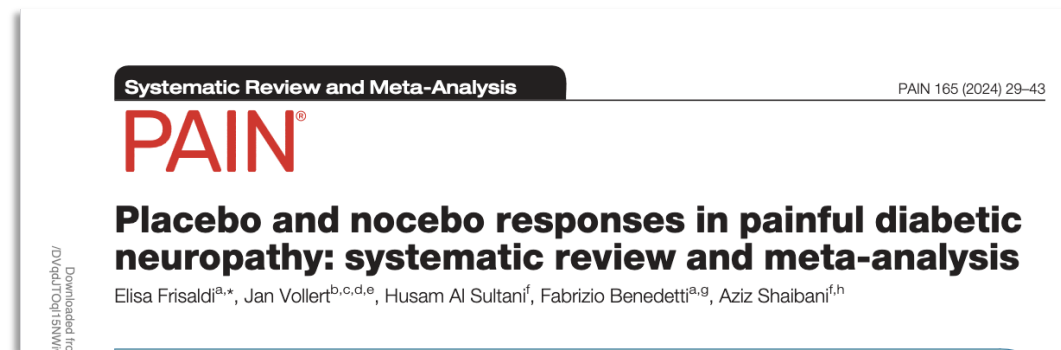 Systematic Review and Meta-Analysis
PAIN 165 (2024) 29–43
PAIN®
Placebo and nocebo responses in painful diabetic
neuropathy: systematic review and meta-analysis
Elisa Frisaldiᵃ,*, Jan Vollertᵇ,ᶜ,ᵈ,ᵉ, Husam Al Sultaniᶠ, Fabrizio Benedettiᵃ,ᵍ, Aziz Shaibaniᶠ,ʰ
Downloaded